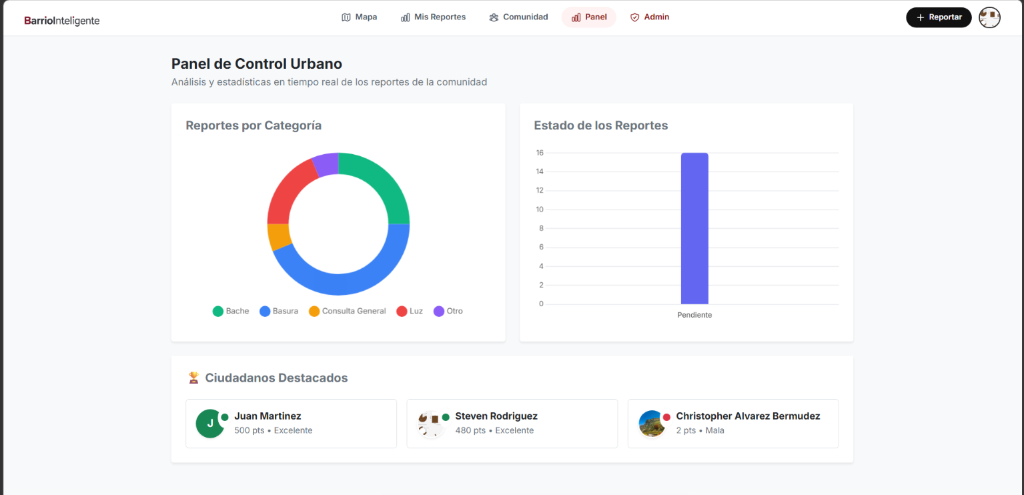 BarrioInteligente
Mapa
Mis Reportes
Comunidad
Panel
Admin
+ Reportar
Panel de Control Urbano
Análisis y estadísticas en tiempo real de los reportes de la comunidad
Reportes por Categoría
Bache
Basura
Consulta General
Luz
Otro
Estado de los Reportes
16
14
12
10
8
6
4
2
0
Pendiente
Ciudadanos Destacados
J
Juan Martinez
500 pts • Excelente
Steven Rodriguez
480 pts • Excelente
Christopher Alvarez Bermudez
2 pts • Mala